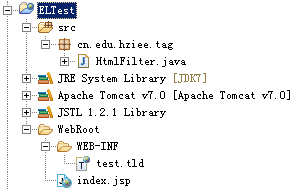 ELTest
src
cn.edu.hziee.tag
HtmlFilter.java
JRE System Library [JDK7]
Apache Tomcat v7.0 [Apache Tomcat v7.0]
JSTL 1.2.1 Library
WebRoot
WEB-INF
test.tld
index.jsp